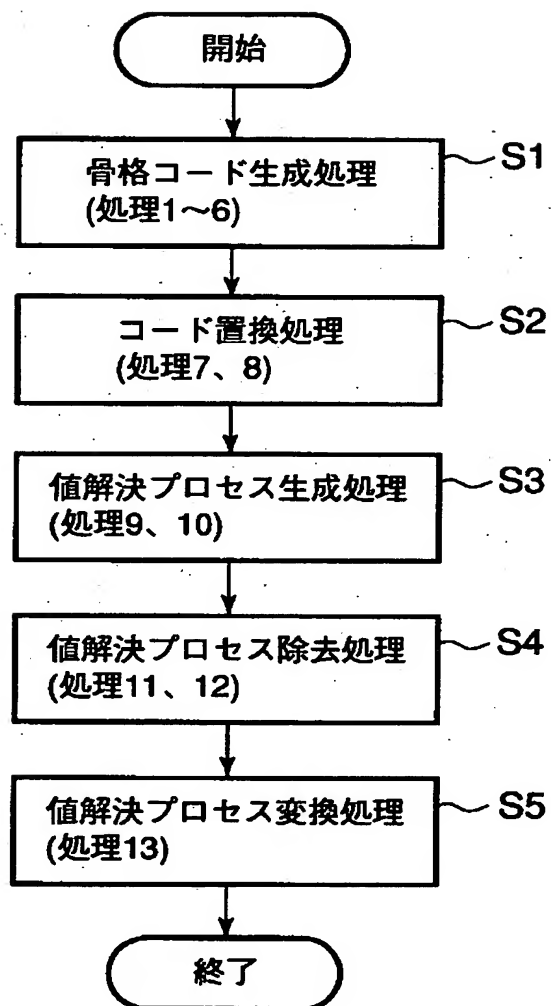 開始
骨格コード生成処理
(処理1～6)
S1
コード置換処理
(処理7、8)
S2
値解決プロセス生成処理
(処理9、10)
S3
値解決プロセス除去処理
(処理11、12)
S4
値解決プロセス変換処理
(処理13)
S5
終了